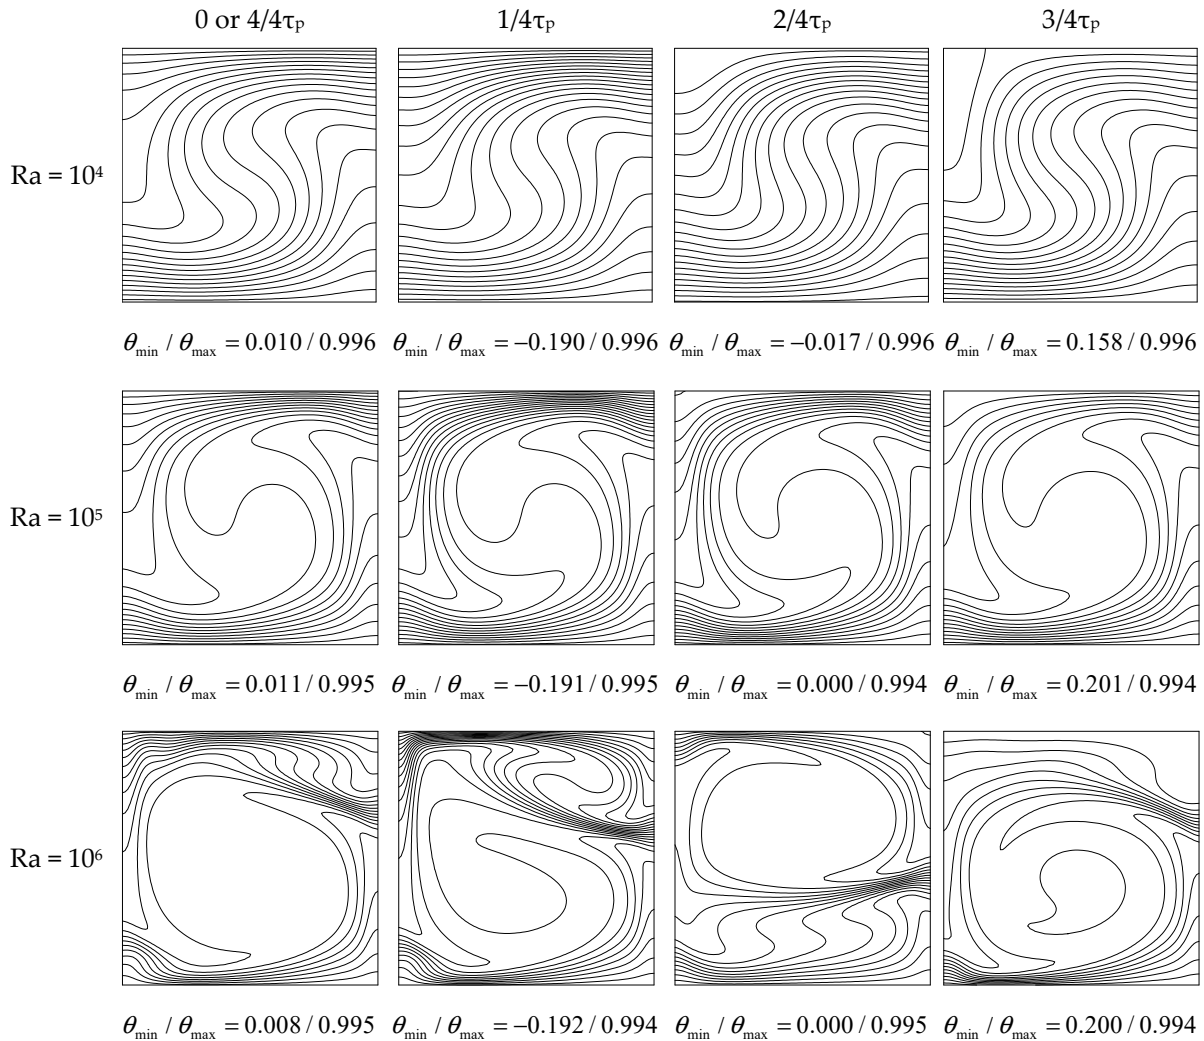 0 or 4/4τp 1/4τp 2/4τp 3/4τp
Ra = 10⁴
θmin / θmax = 0.010 / 0.996 θmin / θmax = −0.190 / 0.996 θmin / θmax = −0.017 / 0.996 θmin / θmax = 0.158 / 0.996
Ra = 10⁵
θmin / θmax = 0.011 / 0.995 θmin / θmax = −0.191 / 0.995 θmin / θmax = 0.000 / 0.994 θmin / θmax = 0.201 / 0.994
Ra = 10⁶
θmin / θmax = 0.008 / 0.995 θmin / θmax = −0.192 / 0.994 θmin / θmax = 0.000 / 0.995 θmin / θmax = 0.200 / 0.994